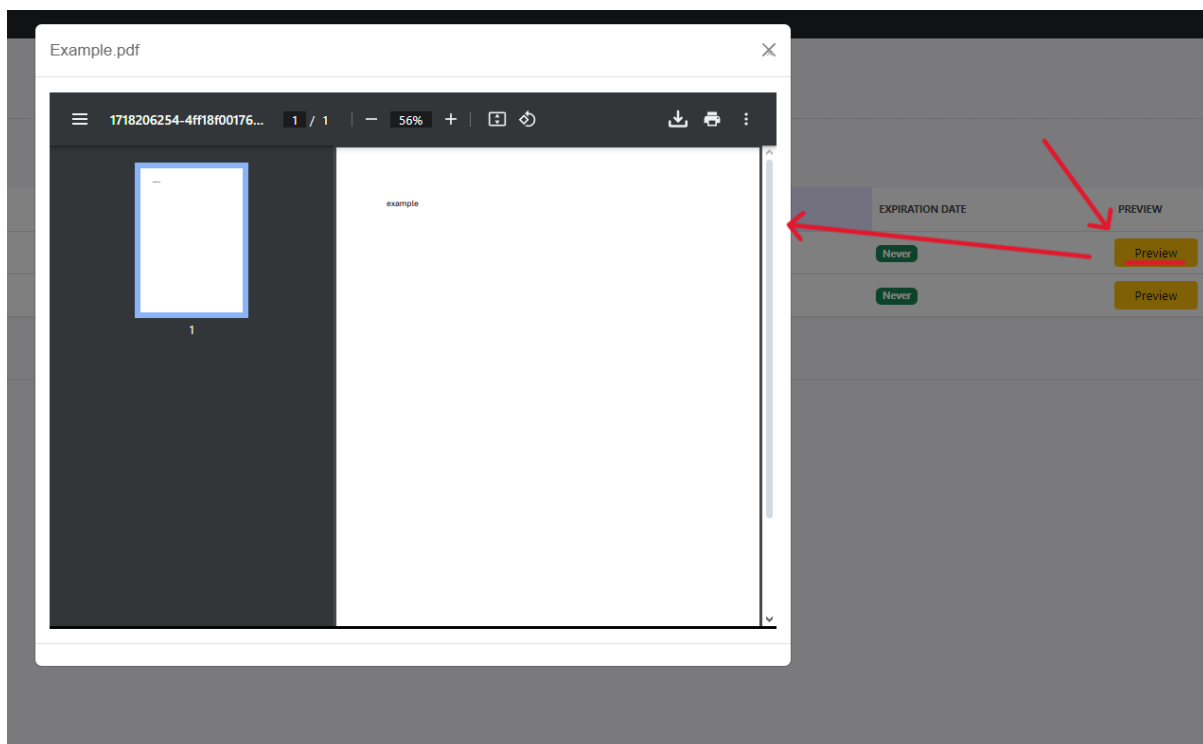 Example.pdf
1718206254-4ff18f00176... 1 / 1 56%
example
1
EXPIRATION DATE PREVIEW
Never Preview
Never Preview